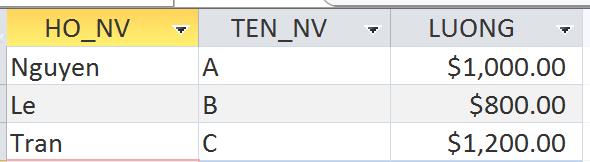 HO_NV TEN_NV LUONG
Nguyen A $1,000.00
Le B $800.00
Tran C $1,200.00